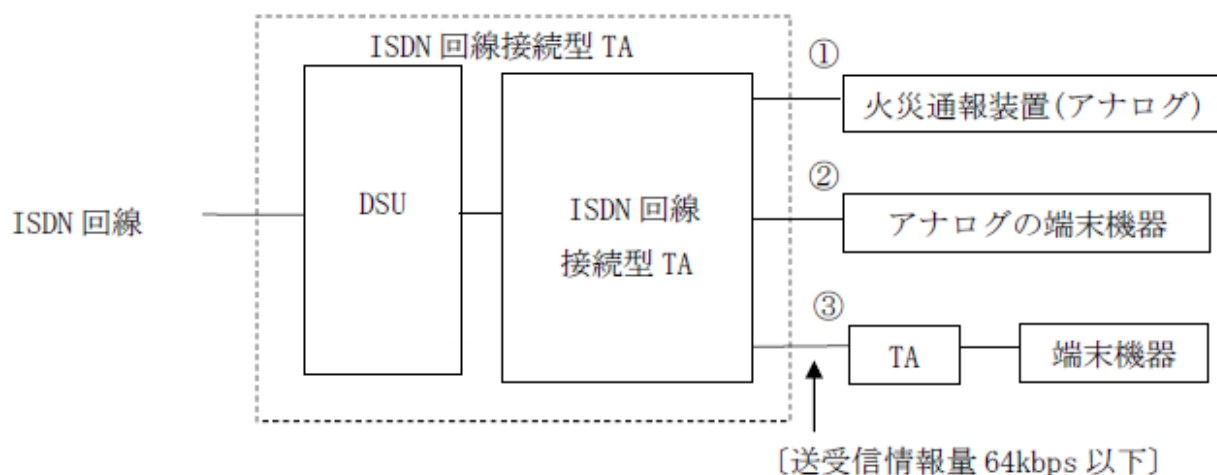 ISDN 回線接続型 TA
①
火災通報装置(アナログ)
DSU
ISDN 回線
接続型 TA
②
アナログの端末機器
ISDN 回線
③
TA
端末機器
〔送受信情報量 64kbps 以下〕